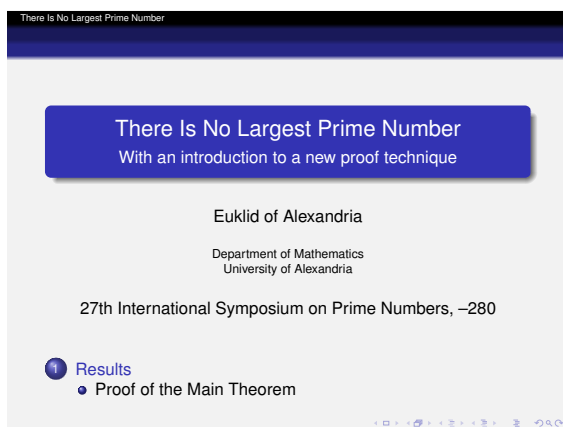 There Is No Largest Prime Number
There Is No Largest Prime Number
With an introduction to a new proof technique
Euklid of Alexandria
Department of Mathematics
University of Alexandria
27th International Symposium on Prime Numbers, –280
1 Results
Proof of the Main Theorem